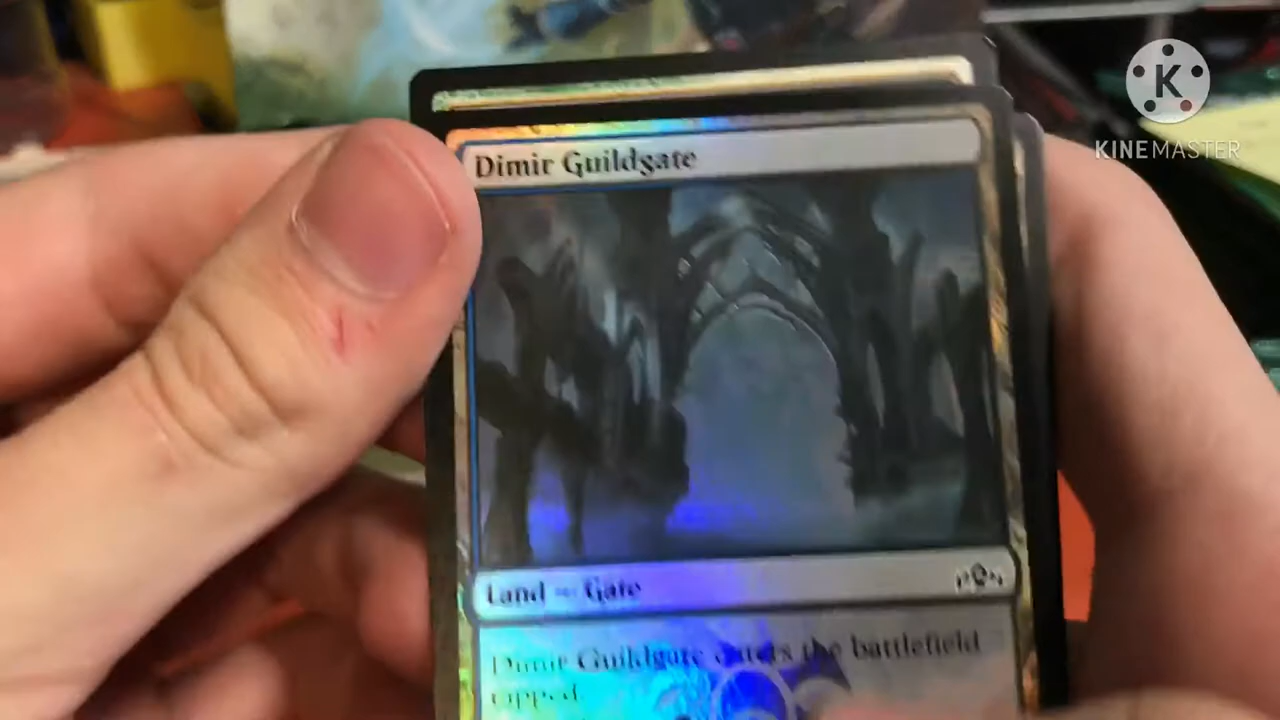 K
KINEMASTER
Dimir Guildgate
Land — Gate
Dimir Guildgate enters the battlefield
tapped.